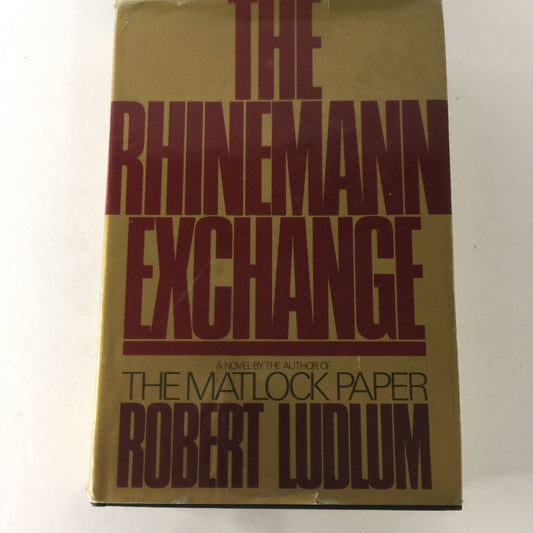 THE
RHINEMANN
EXCHANGE
A NOVEL BY THE AUTHOR OF
THE MATLOCK PAPER
ROBERT LUDLUM